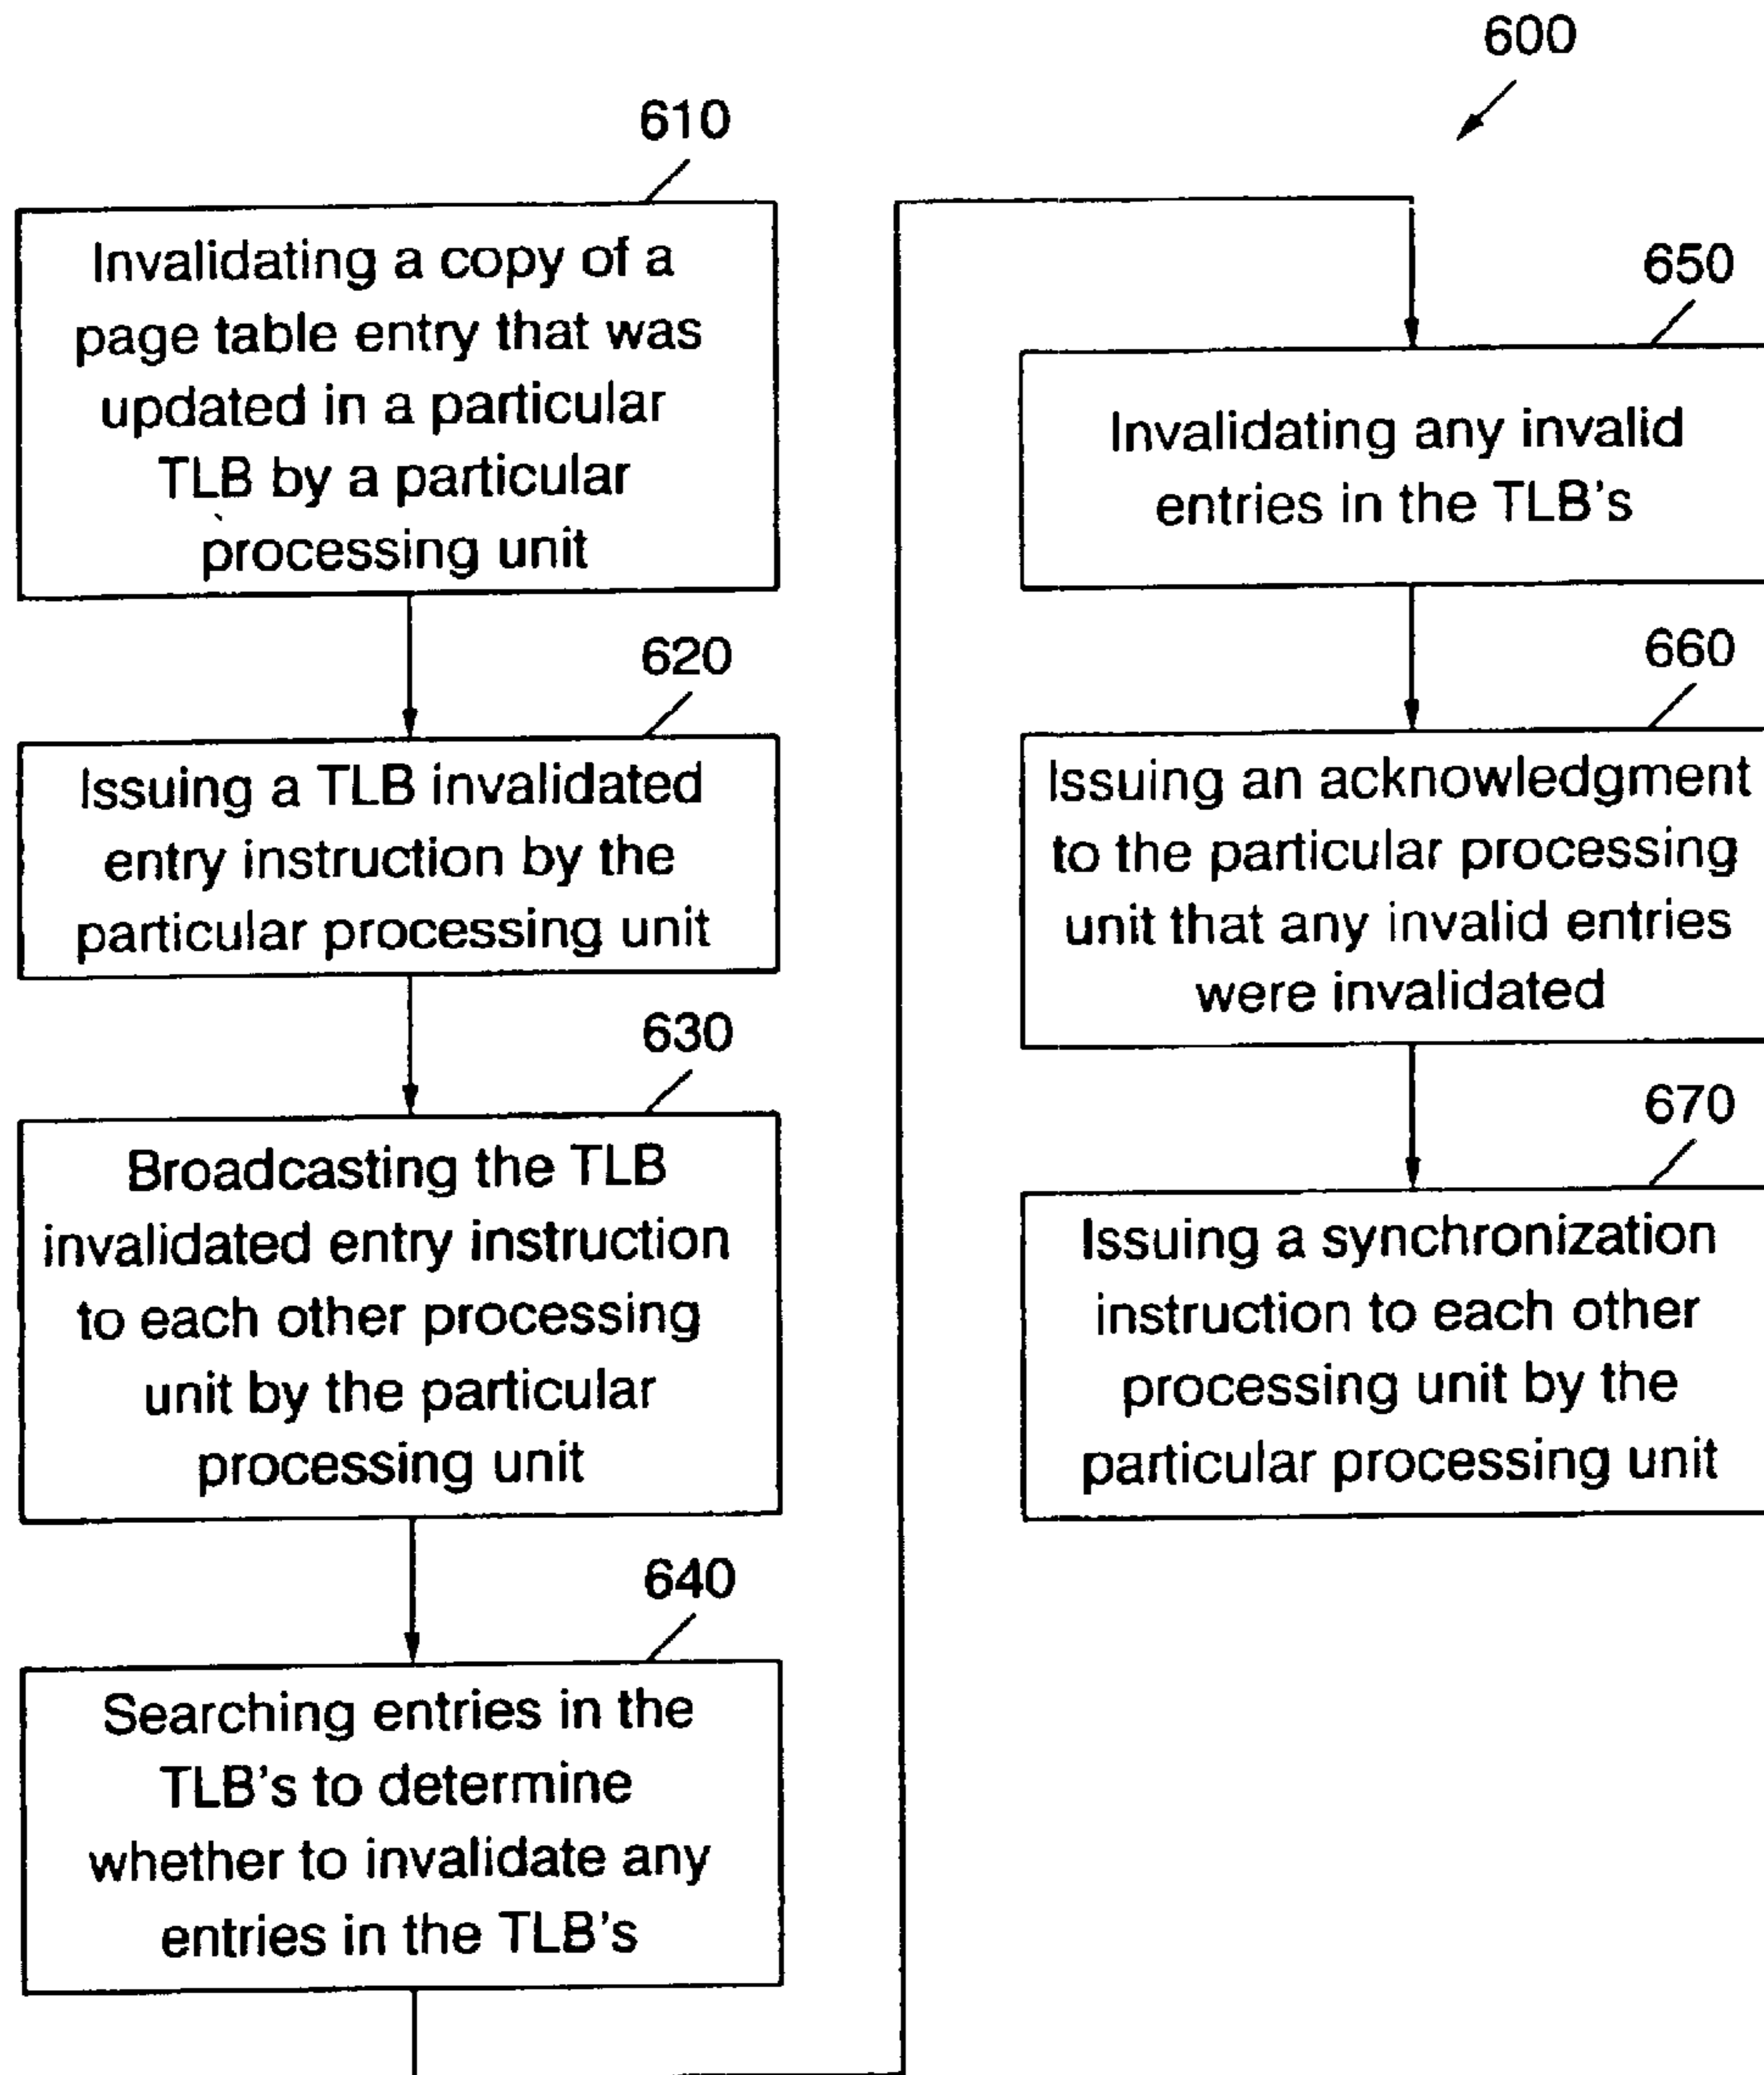 600
610
Invalidating a copy of a
page table entry that was
updated in a particular
TLB by a particular
processing unit
620
Issuing a TLB invalidated
entry instruction by the
particular processing unit
630
Broadcasting the TLB
invalidated entry instruction
to each other processing
unit by the particular
processing unit
640
Searching entries in the
TLB's to determine
whether to invalidate any
entries in the TLB's
650
Invalidating any invalid
entries in the TLB's
660
Issuing an acknowledgment
to the particular processing
unit that any invalid entries
were invalidated
670
Issuing a synchronization
instruction to each other
processing unit by the
particular processing unit